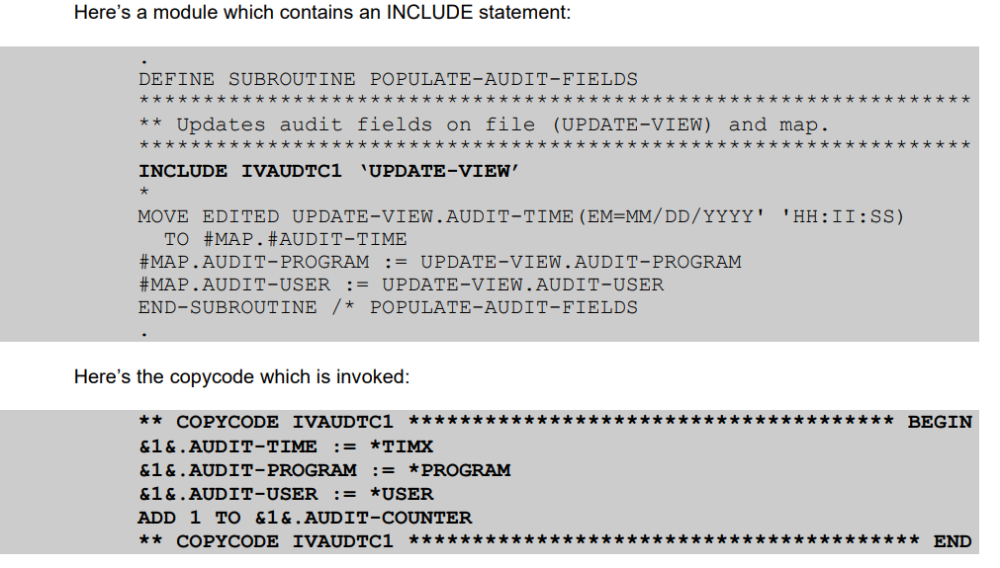 Here’s a module which contains an INCLUDE statement:
.
DEFINE SUBROUTINE POPULATE-AUDIT-FIELDS
*****************************************************************
** Updates audit fields on file (UPDATE-VIEW) and map.
*****************************************************************
INCLUDE IVAUDTC1 ‘UPDATE-VIEW’
*
MOVE EDITED UPDATE-VIEW.AUDIT-TIME(EM=MM/DD/YYYY' 'HH:II:SS)
TO #MAP.#AUDIT-TIME
#MAP.AUDIT-PROGRAM := UPDATE-VIEW.AUDIT-PROGRAM
#MAP.AUDIT-USER := UPDATE-VIEW.AUDIT-USER
END-SUBROUTINE /* POPULATE-AUDIT-FIELDS
.
Here’s the copycode which is invoked:
** COPYCODE IVAUDTC1 ************************************** BEGIN
&1&.AUDIT-TIME := *TIMX
&1&.AUDIT-PROGRAM := *PROGRAM
&1&.AUDIT-USER := *USER
ADD 1 TO &1&.AUDIT-COUNTER
** COPYCODE IVAUDTC1 **************************************** END